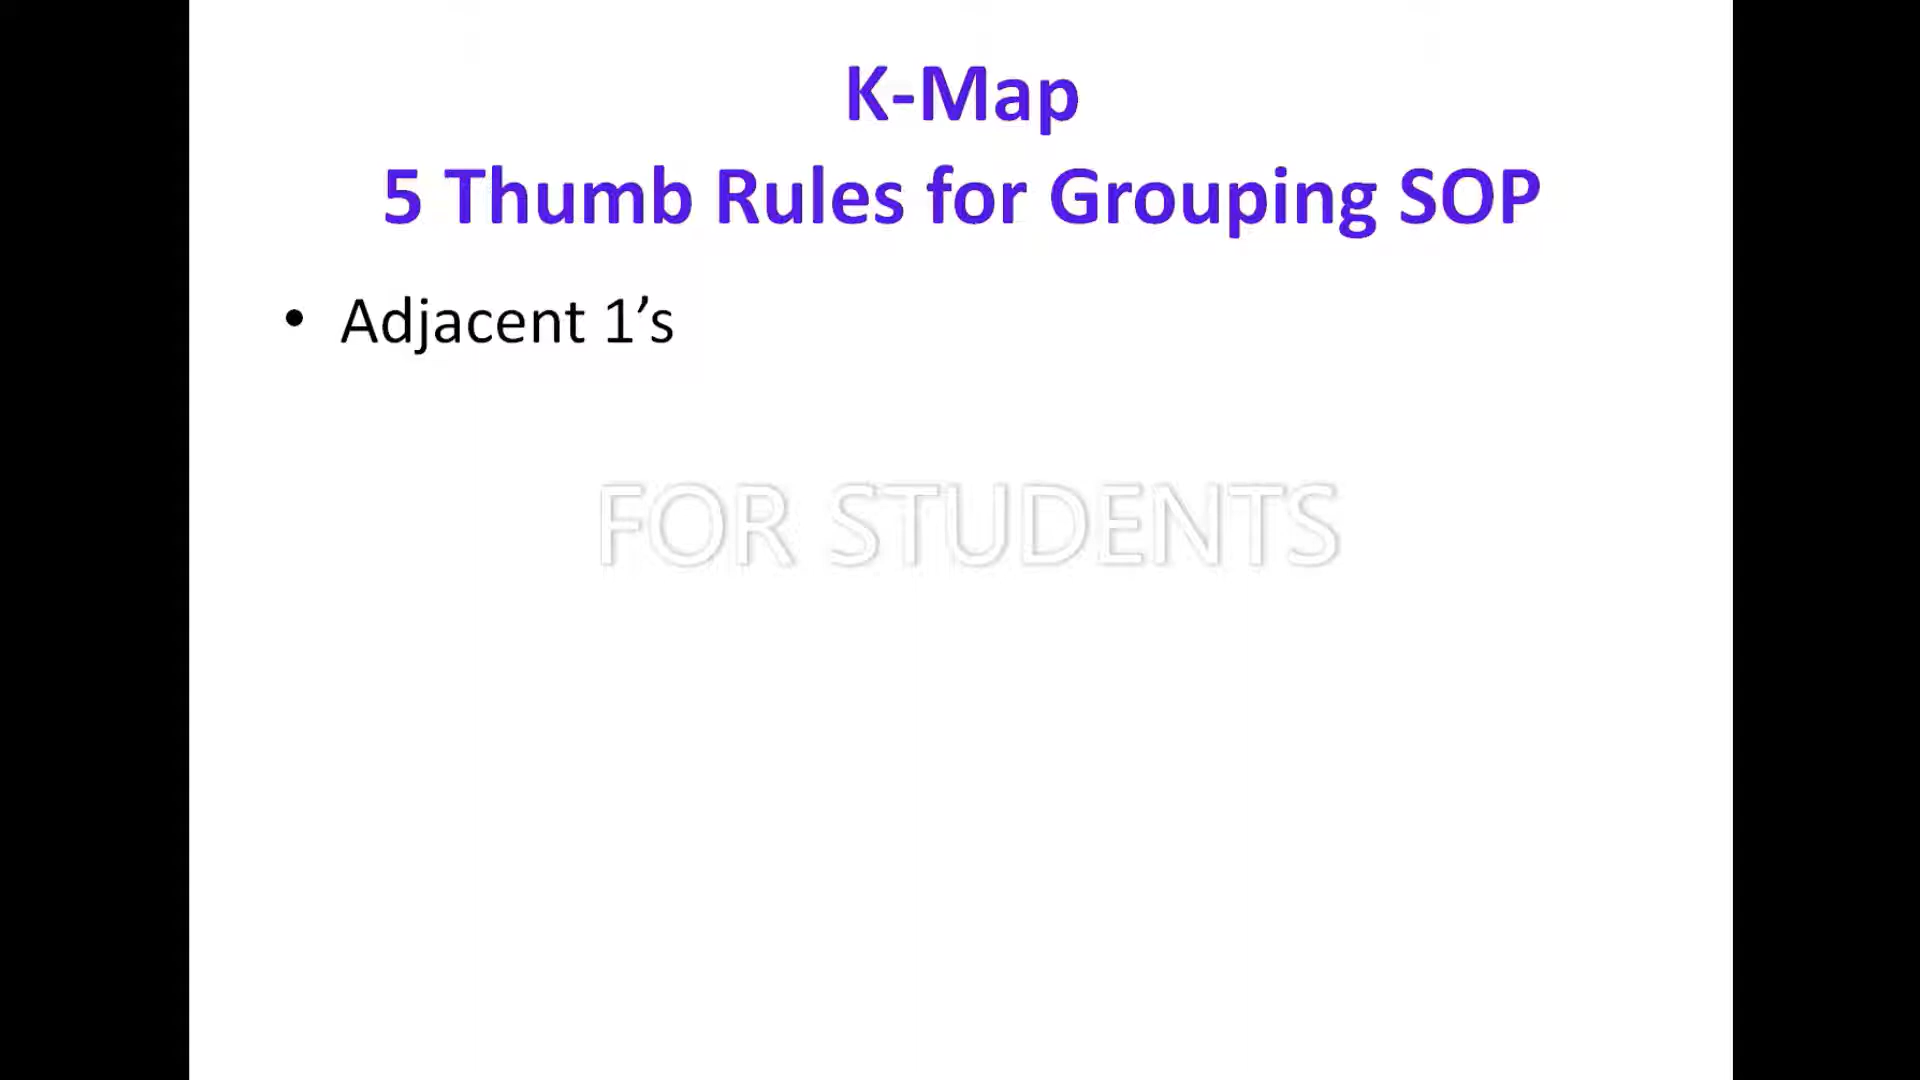 K-Map
5 Thumb Rules for Grouping SOP
• Adjacent 1’s
FOR STUDENTS